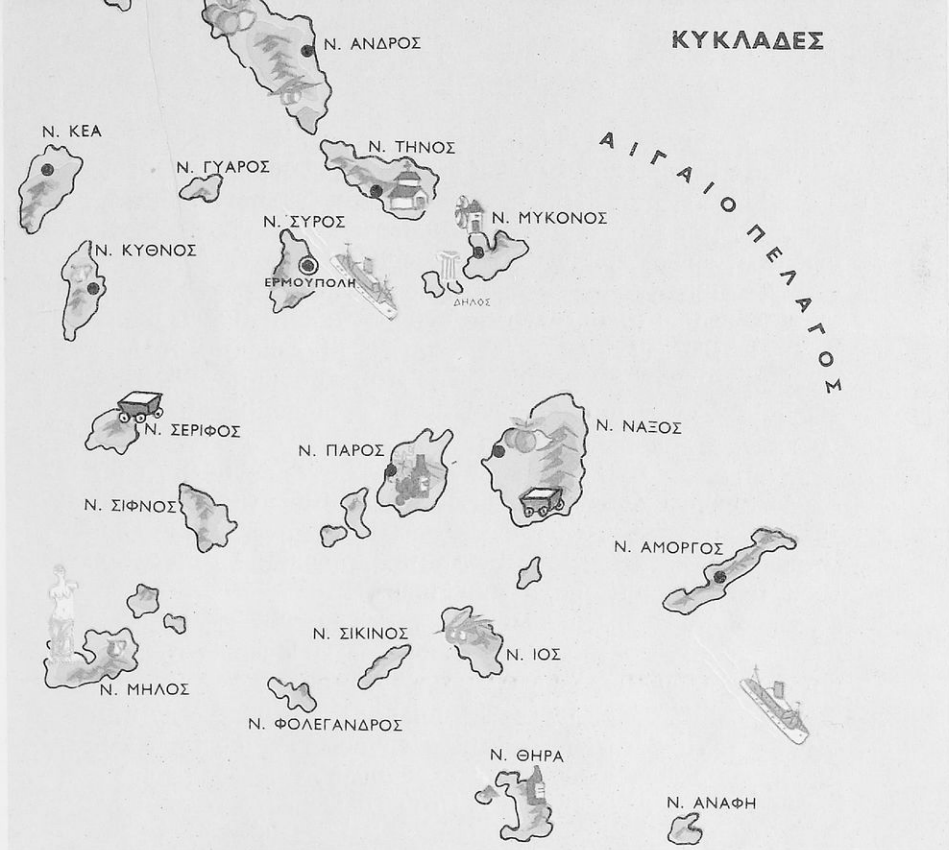 ΚΥΚΛΑΔΕΣ
Ν. ΑΝΔΡΟΣ
Ν. ΚΕΑ
Ν. ΤΗΝΟΣ
Ν. ΓΥΑΡΟΣ
ΑΙΓΑΙΟ ΠΕΛΑΓΟΣ
Ν. ΣΥΡΟΣ
Ν. ΜΥΚΟΝΟΣ
Ν. ΚΥΘΝΟΣ
ΕΡΜΟΥΠΟΛΗ
ΔΗΛΟΣ
Ν. ΣΕΡΙΦΟΣ
Ν. ΝΑΞΟΣ
Ν. ΠΑΡΟΣ
Ν. ΣΙΦΝΟΣ
Ν. ΑΜΟΡΓΟΣ
Ν. ΣΙΚΙΝΟΣ
Ν. ΙΟΣ
Ν. ΜΗΛΟΣ
Ν. ΦΟΛΕΓΑΝΔΡΟΣ
Ν. ΘΗΡΑ
Ν. ΑΝΑΦΗ